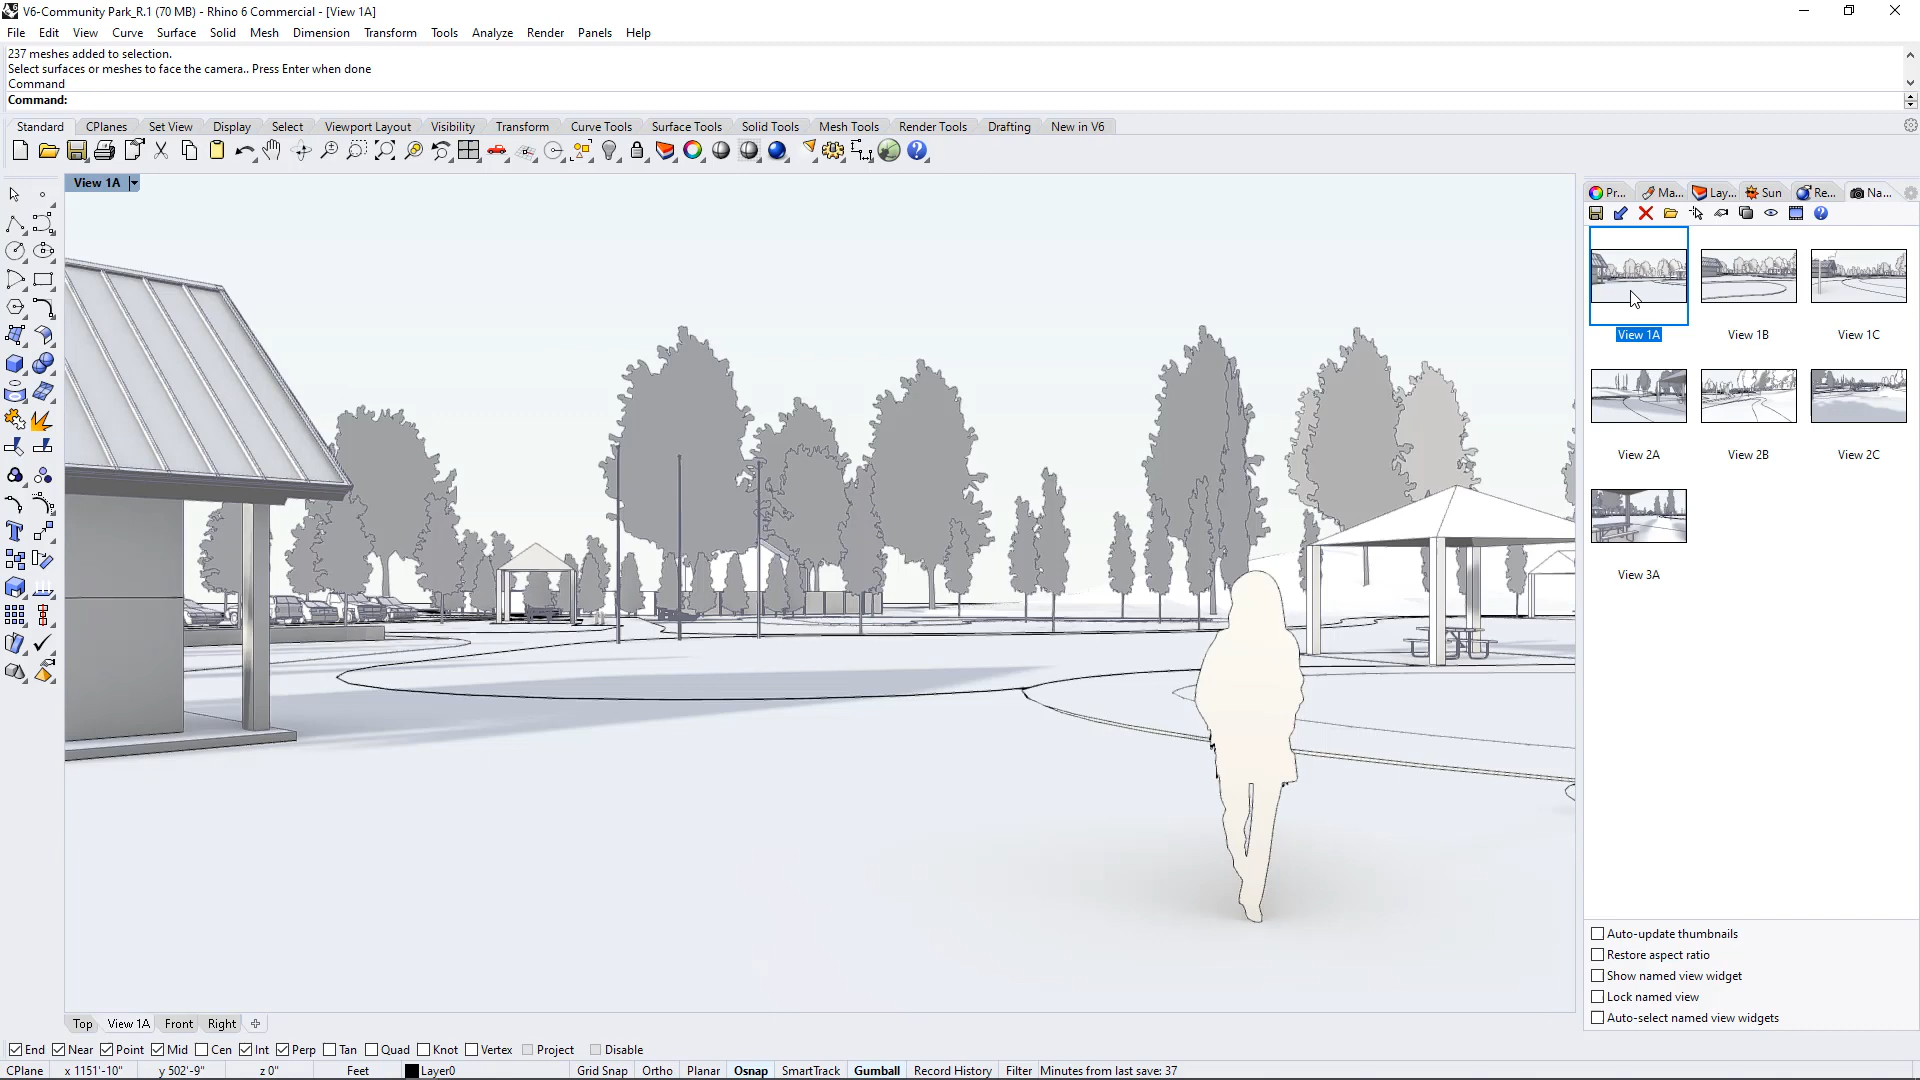 V6-Community Park_R.1 (70 MB) - Rhino 6 Commercial - [View 1A]
File Edit View Curve Surface Solid Mesh Dimension Transform Tools Analyze Render Panels Help
237 meshes added to selection.
Select surfaces or meshes to face the camera.. Press Enter when done
Command
Command:
Standard CPlanes Set View Display Select Viewport Layout Visibility Transform Curve Tools Surface Tools Solid Tools Mesh Tools Render Tools Drafting New in V6
View 1A
Pr... Ma... Lay... Sun Re... Na...
View 1A View 1B View 1C
View 2A View 2B View 2C
View 3A
Auto-update thumbnails
Restore aspect ratio
Show named view widget
Lock named view
Auto-select named view widgets
Top View 1A Front Right
End Near Point Mid Cen Int Perp Tan Quad Knot Vertex Project Disable
CPlane x 1151'-10" y 502'-9" z 0" Feet Layer0 Grid Snap Ortho Planar Osnap SmartTrack Gumball Record History Filter Minutes from last save: 37